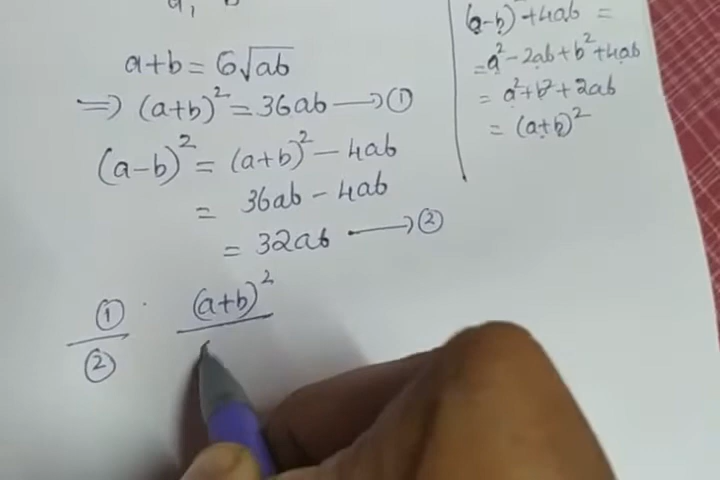 a, b
a+b = 6√ab
⇒ (a+b)² = 36ab ⟶ ①
(a-b)² = (a+b)² - 4ab
= 36ab - 4ab
= 32ab ⟶ ②
①/② (a+b)²
(a-b)² + 4ab =
= a² - 2ab + b² + 4ab
= a² + b² + 2ab
= (a+b)²